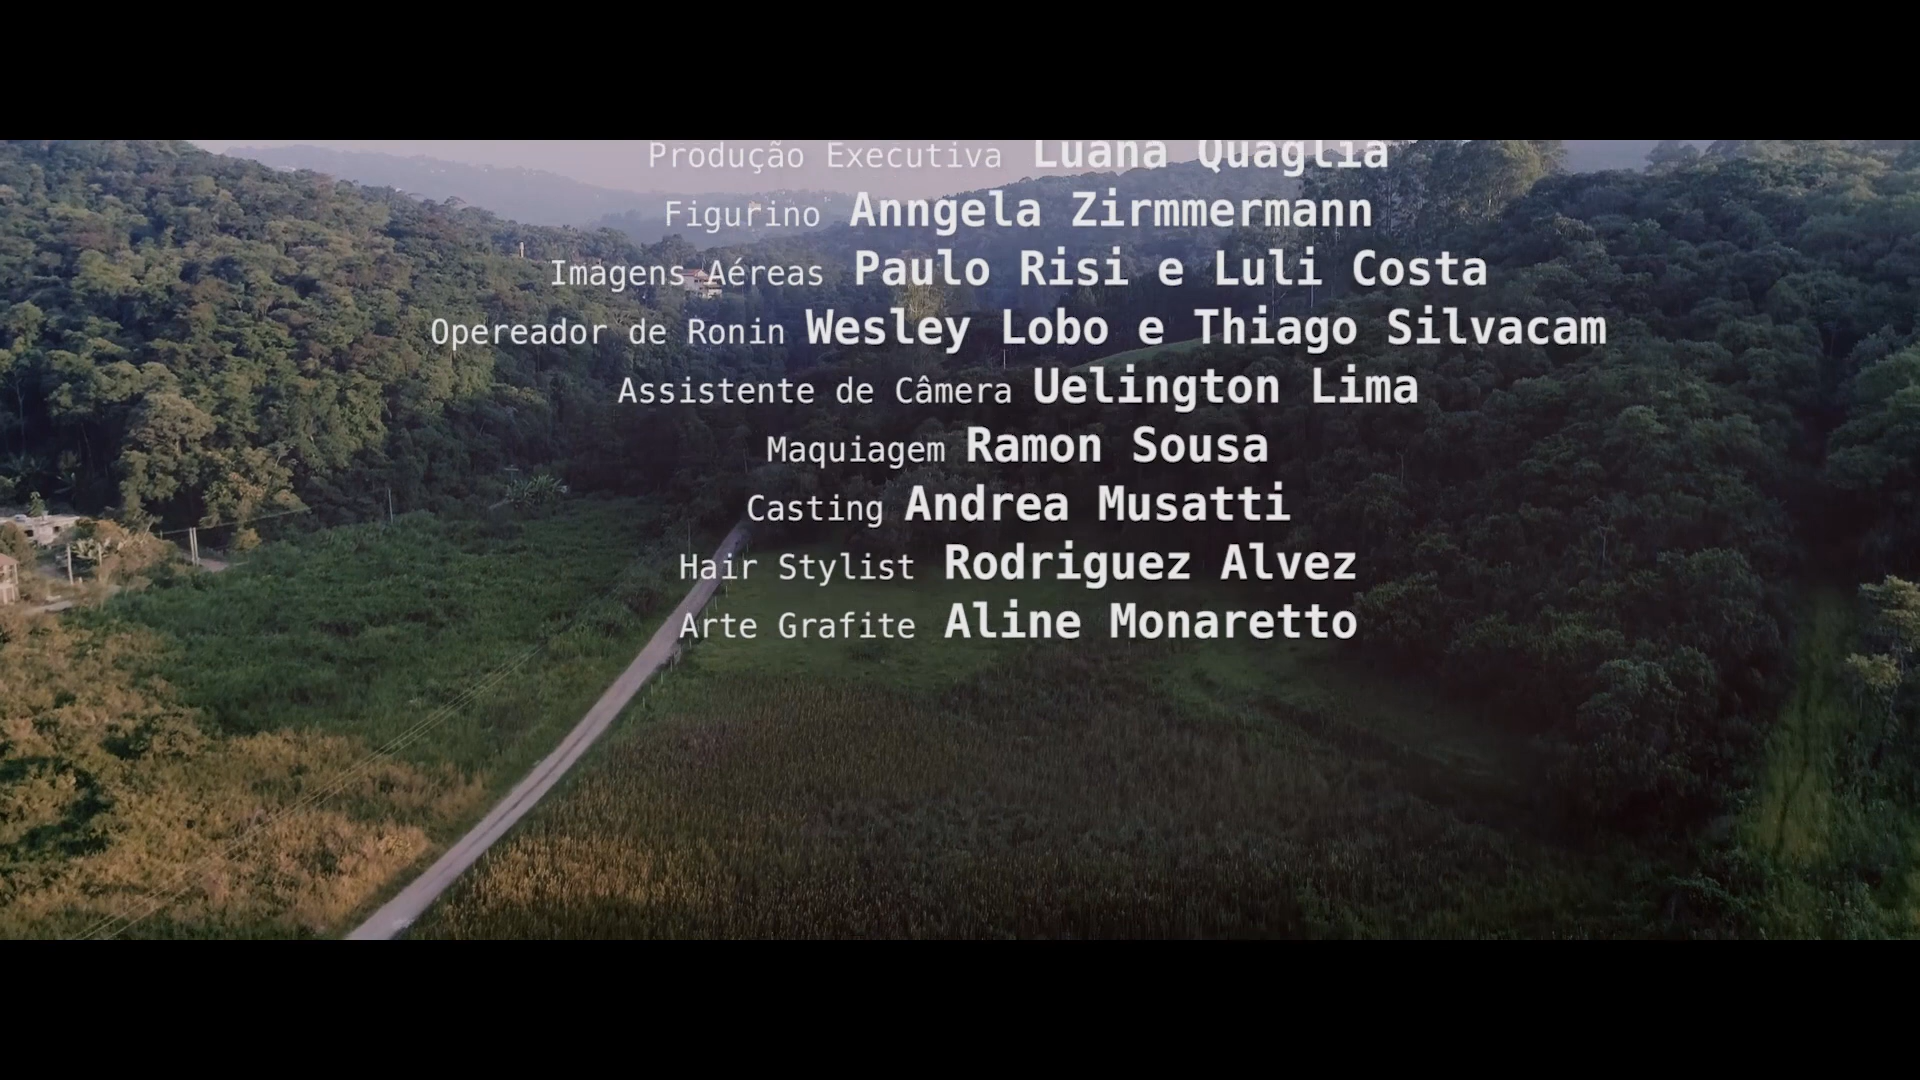 Produção Executiva Luana Quaglia
Figurino Anngela Zirmmermann
Imagens Aéreas Paulo Risi e Luli Costa
Opereador de Ronin Wesley Lobo e Thiago Silvacam
Assistente de Câmera Uelington Lima
Maquiagem Ramon Sousa
Casting Andrea Musatti
Hair Stylist Rodriguez Alvez
Arte Grafite Aline Monaretto